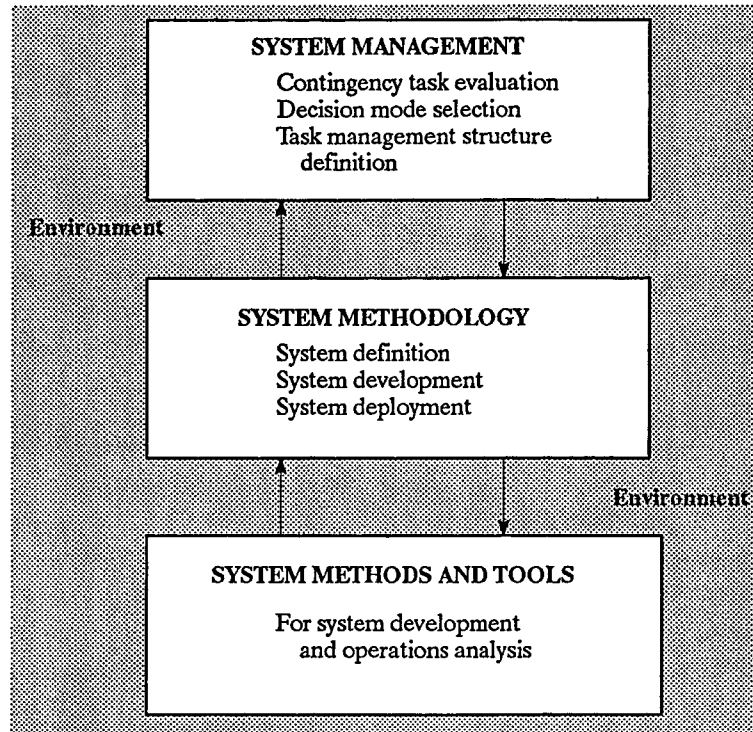 SYSTEM MANAGEMENT
Contingency task evaluation
Decision mode selection
Task management structure
definition
Environment
SYSTEM METHODOLOGY
System definition
System development
System deployment
Environment
SYSTEM METHODS AND TOOLS
For system development
and operations analysis